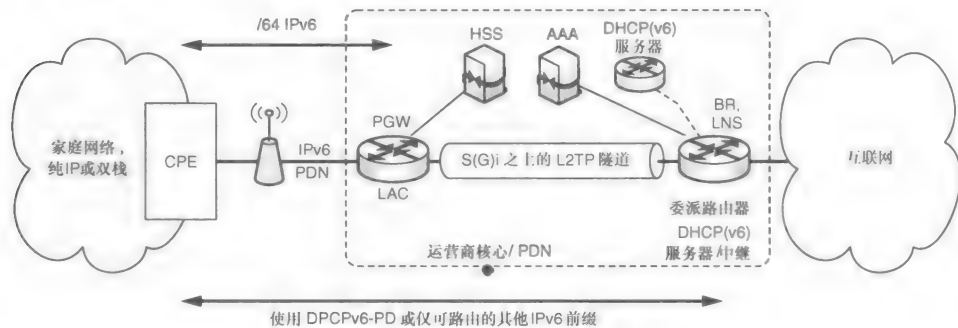 /64 IPv6
HSS
AAA
DHCP(v6)
服务器
家庭网络,
纯IP或双栈
CPE
IPv6
PDN
PGW
LAC
S(G)i 之上的 L2TP 隧道
BR,
LNS
互联网
委派路由器
DHCP(v6)
服务器/中继
运营商核心/ PDN
使用 DPCPv6-PD 或仅可路由的其他 IPv6 前缀